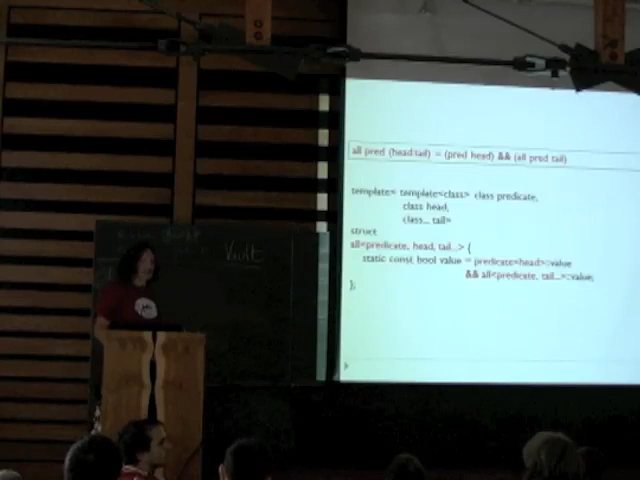 all pred (head:tail) = (pred head) && (all pred tail)
template< template<class> class predicate,
class head,
class... tail>
struct
all<predicate, head, tail...> {
static const bool value = predicate<head>::value
&& all<predicate, tail...>::value;
};
Vault